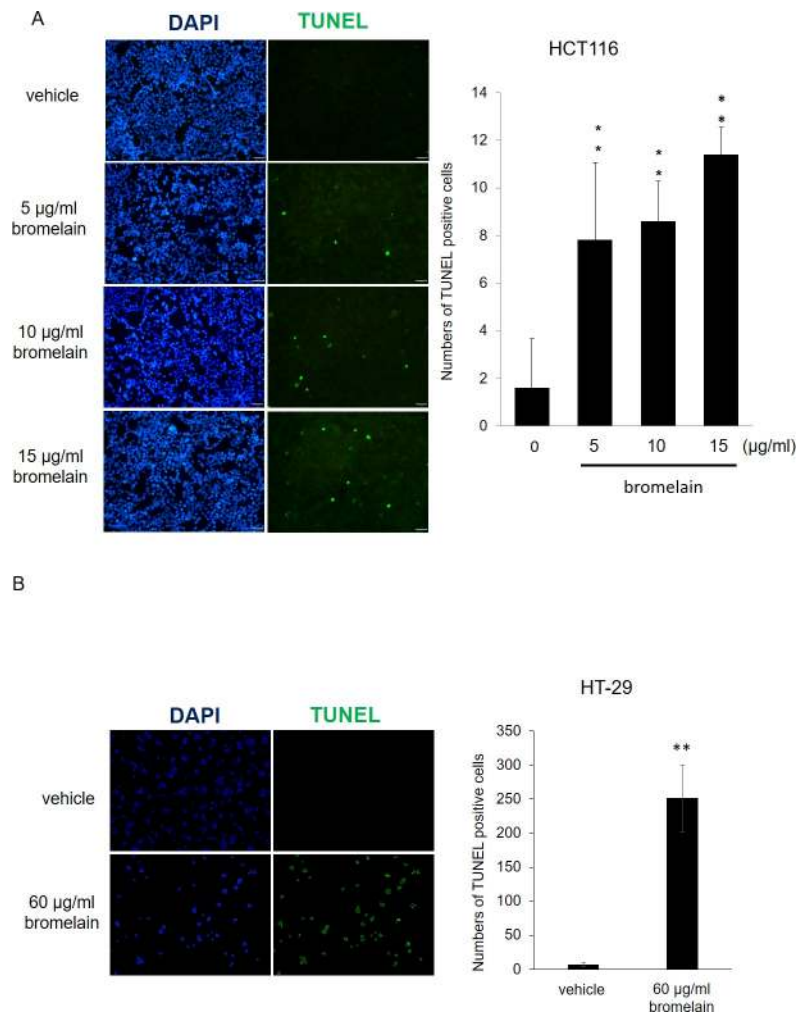 A
DAPI TUNEL
vehicle
5 µg/ml
bromelain
10 µg/ml
bromelain
15 µg/ml
bromelain
HCT116
Numbers of TUNEL positive cells
14
12
10
8
6
4
2
0
*
*
*
*
*
*
0 5 10 15 (µg/ml)
bromelain
B
DAPI TUNEL
vehicle
60 µg/ml
bromelain
HT-29
Numbers of TUNEL positive cells
350
300
250
200
150
100
50
0
**
vehicle 60 µg/ml
bromelain